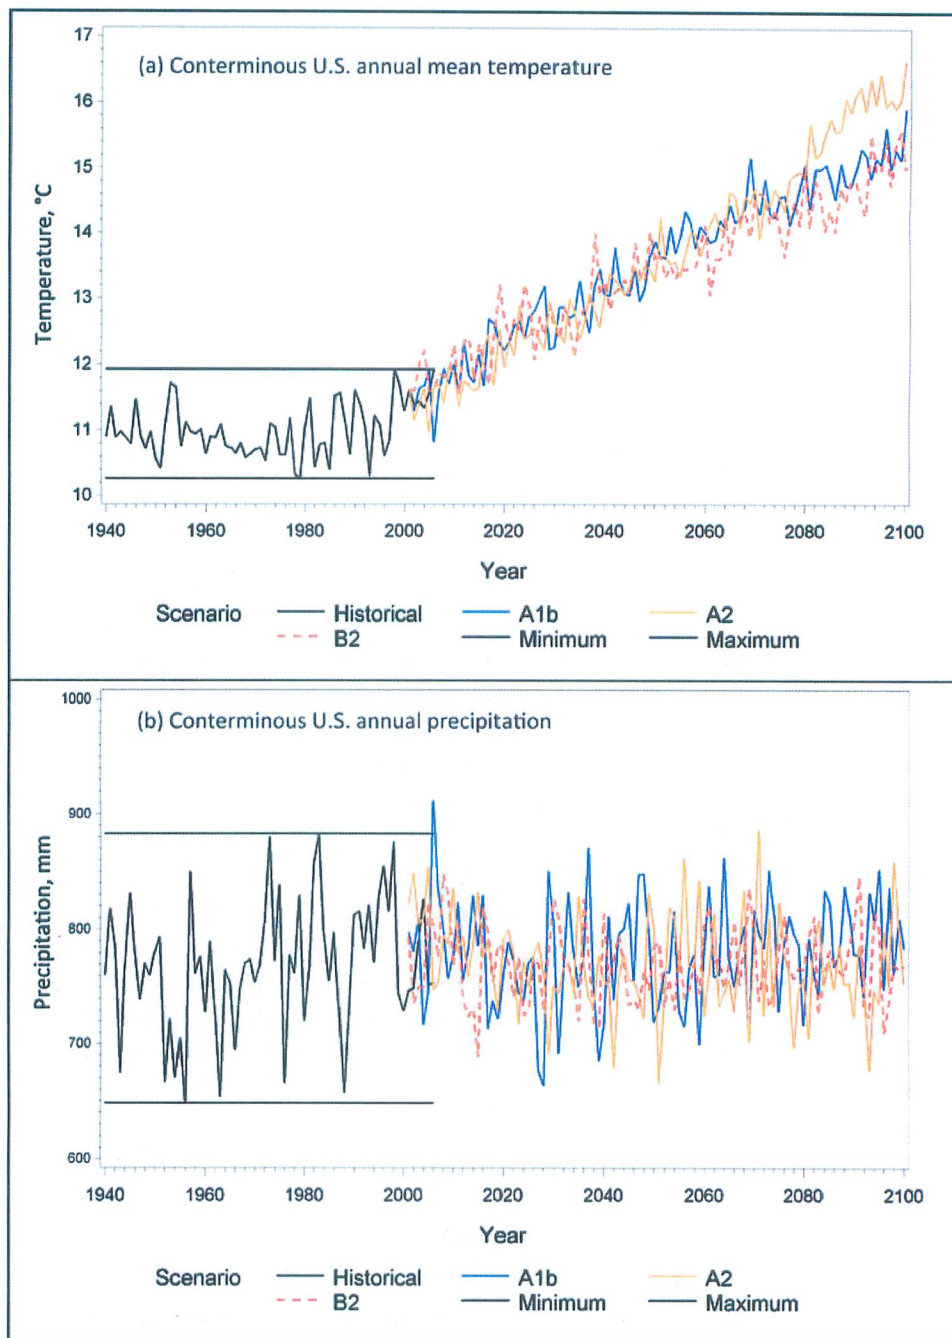 (a) Conterminous U.S. annual mean temperature
17
16
15
14
13
12
11
10
Temperature, °C
1940 1960 1980 2000 2020 2040 2060 2080 2100
Year
Scenario Historical A1b A2
B2 Minimum Maximum
(b) Conterminous U.S. annual precipitation
1000
900
800
700
600
Precipitation, mm
1940 1960 1980 2000 2020 2040 2060 2080 2100
Year
Scenario Historical A1b A2
B2 Minimum Maximum